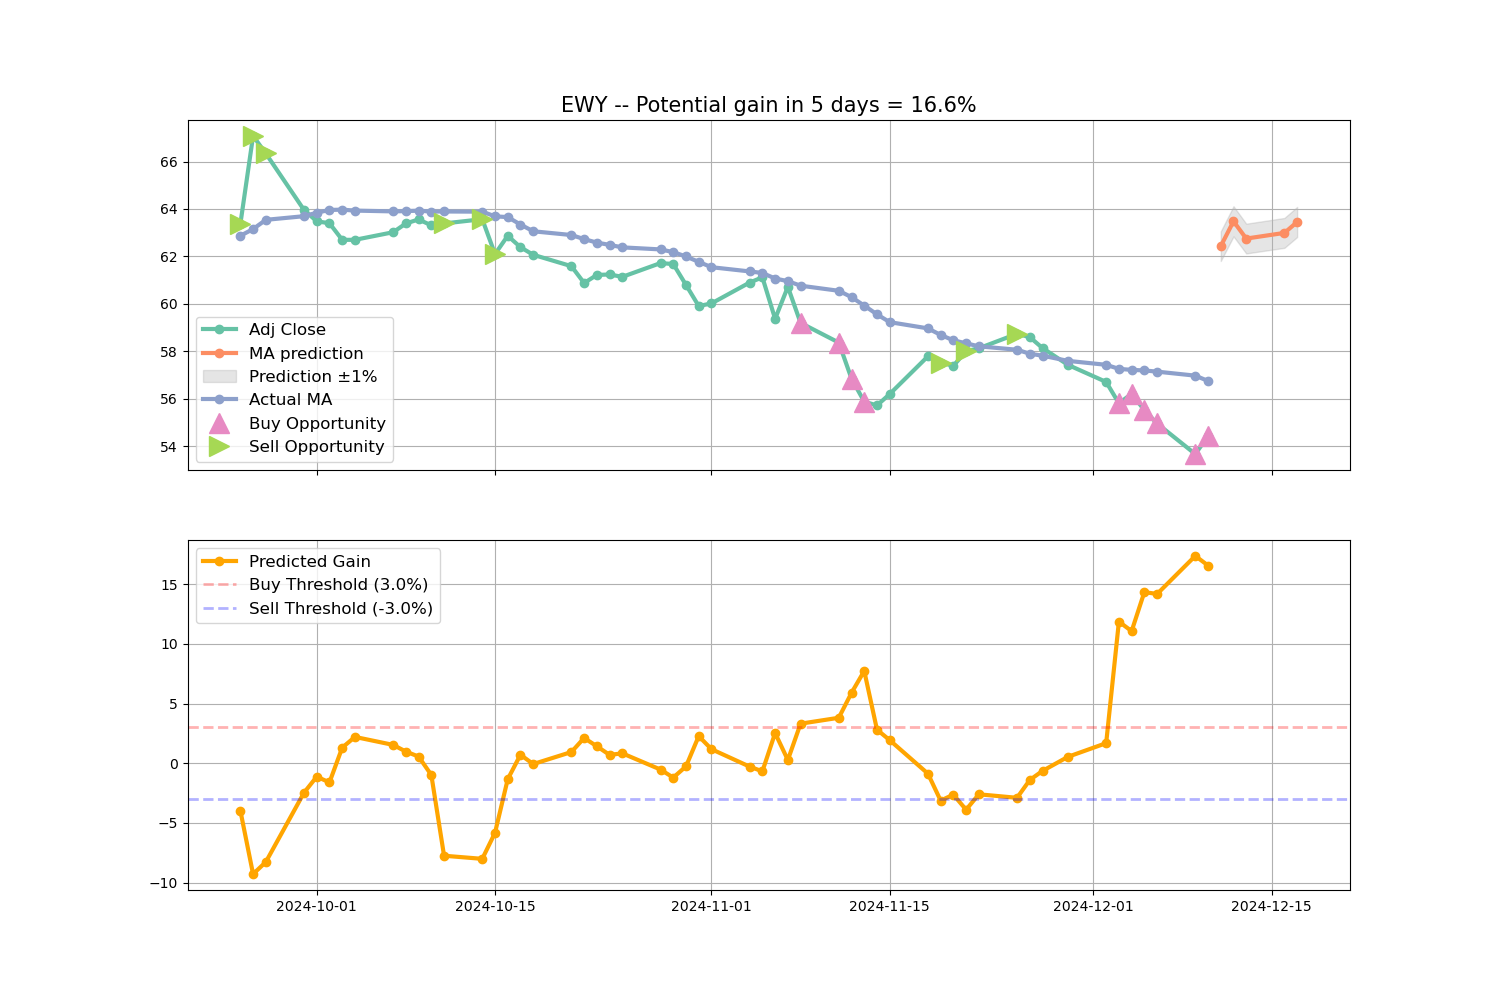 EWY -- Potential gain in 5 days = 16.6%
66
64
62
60
58
56
54
Adj Close
MA prediction
Prediction ±1%
Actual MA
Buy Opportunity
Sell Opportunity
15
10
5
0
−5
−10
Predicted Gain
Buy Threshold (3.0%)
Sell Threshold (-3.0%)
2024-10-01
2024-10-15
2024-11-01
2024-11-15
2024-12-01
2024-12-15